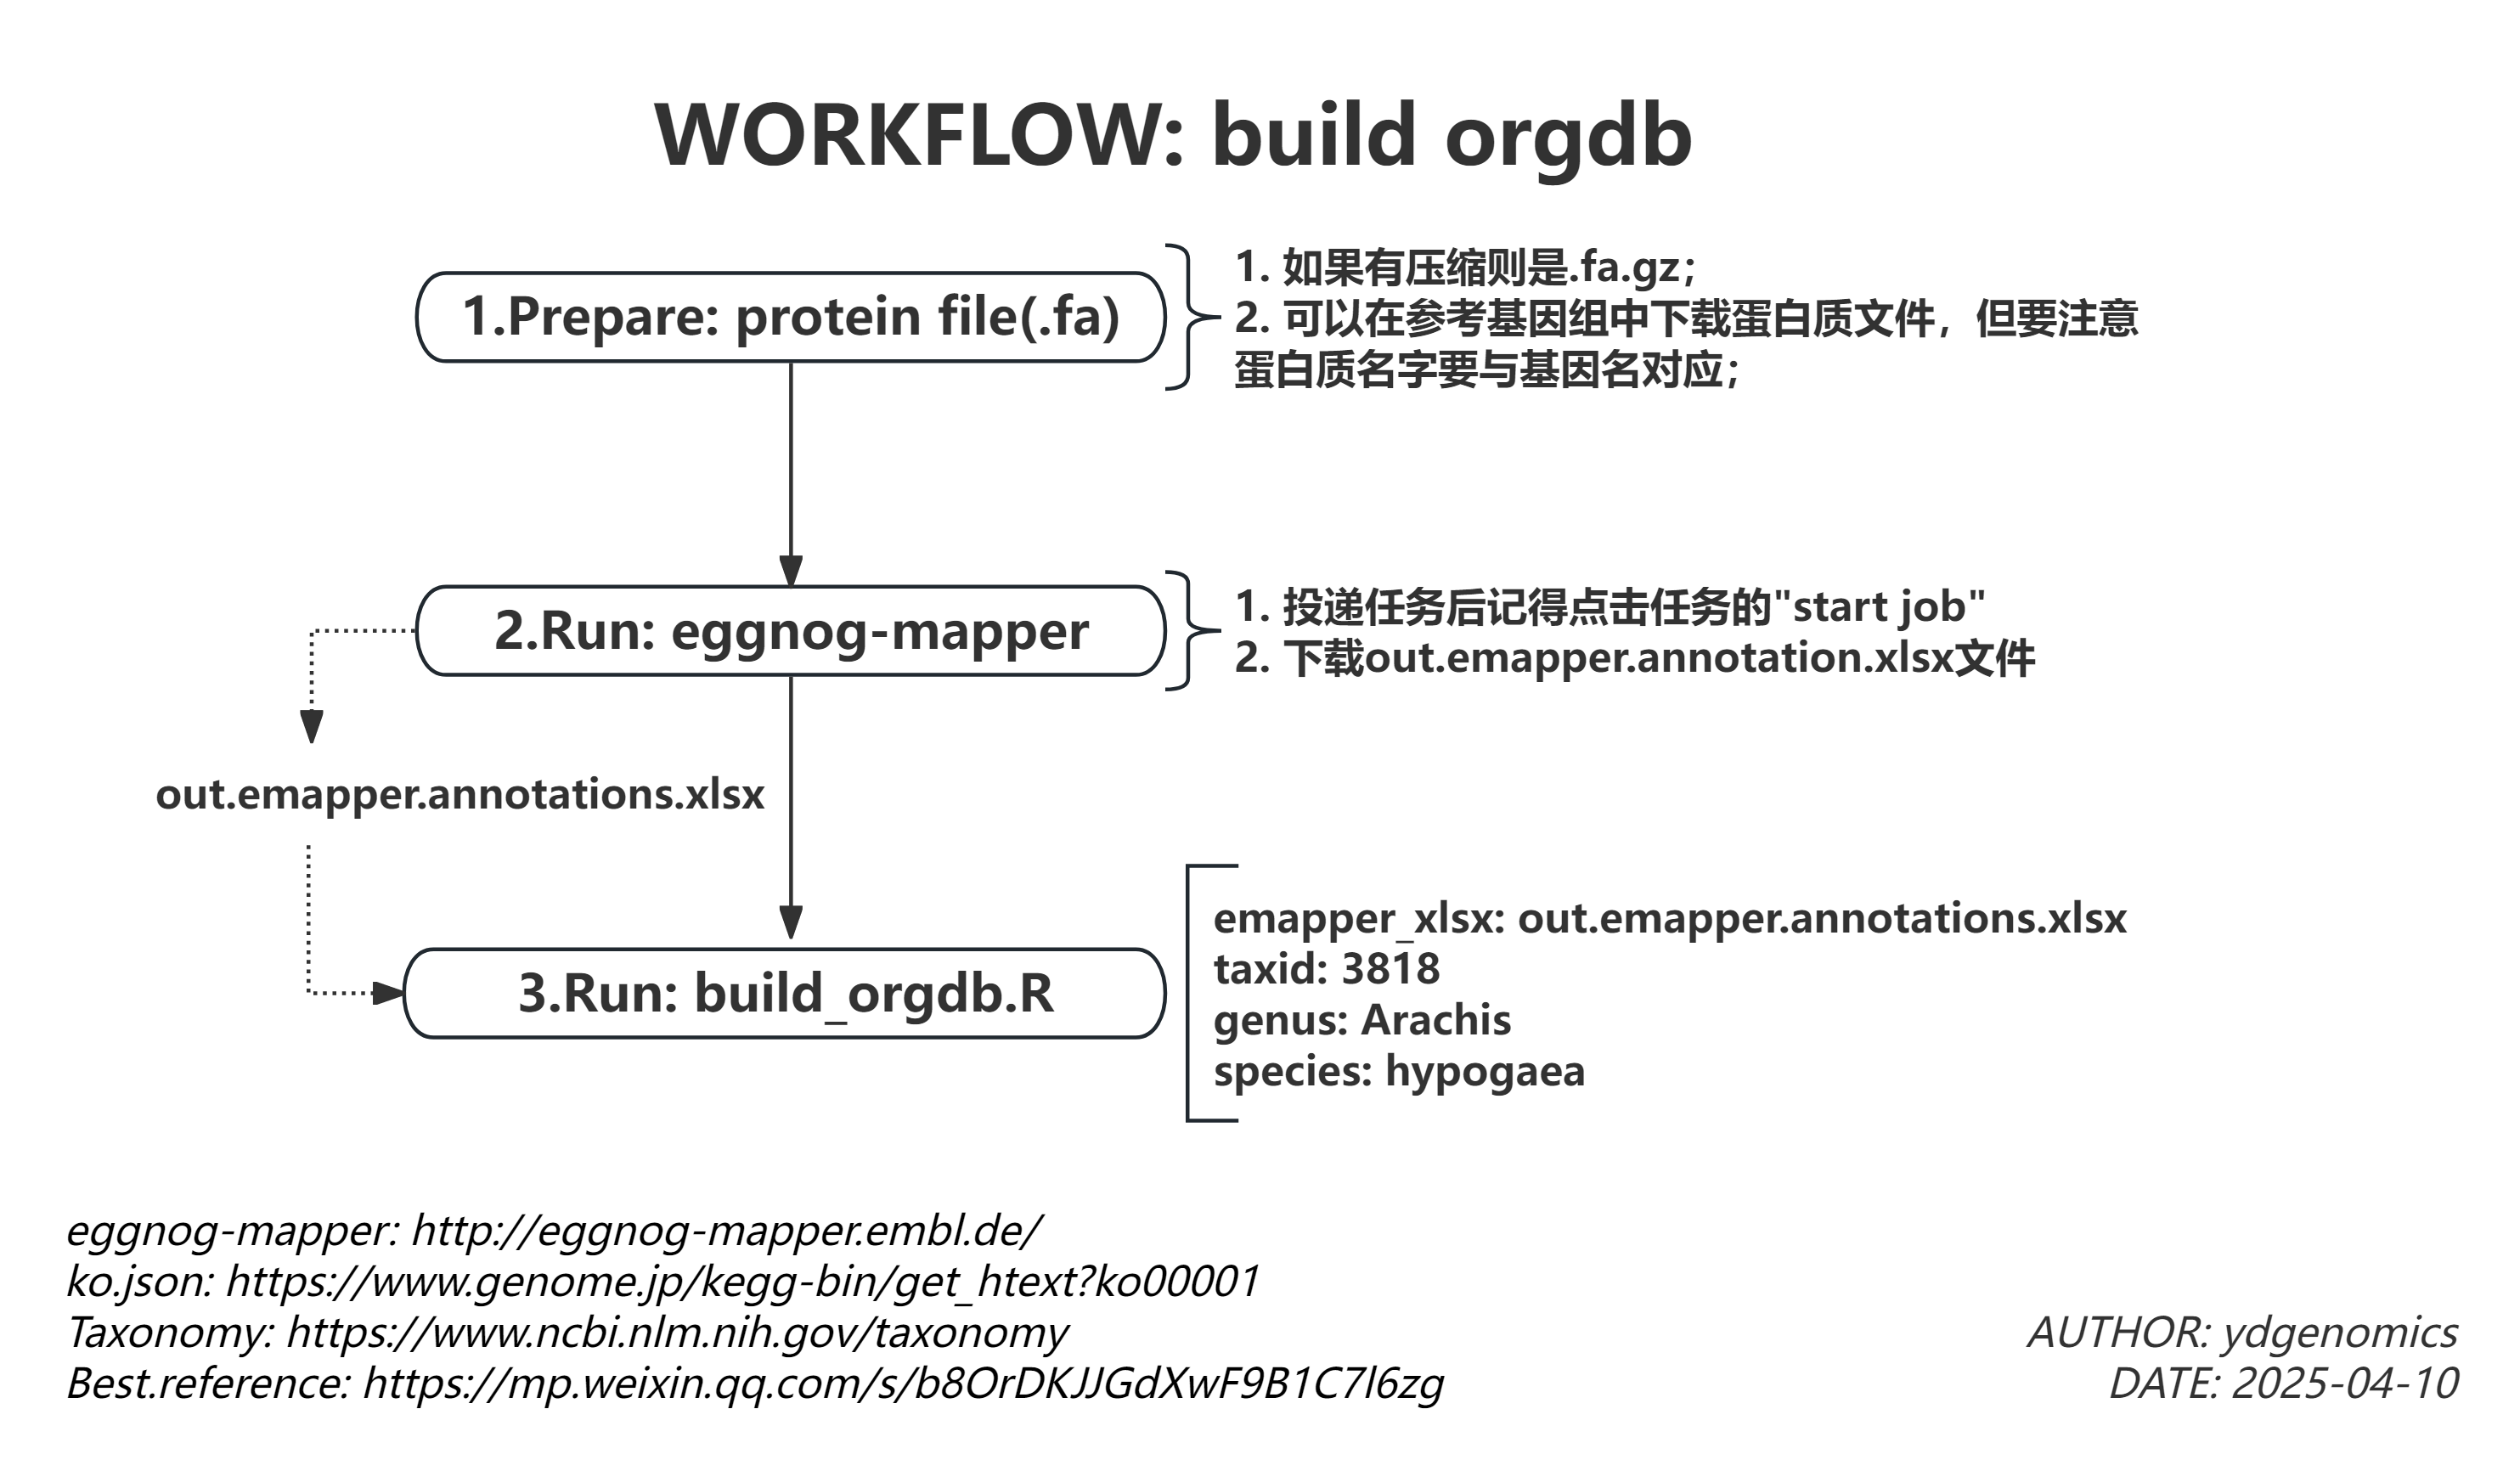 WORKFLOW: build orgdb
1.Prepare: protein file(.fa)
1. 如果有压缩则是.fa.gz；
2. 可以在参考基因组中下载蛋白质文件，但要注意
蛋白质名字要与基因名对应；
2.Run: eggnog-mapper
1. 投递任务后记得点击任务的"start job"
2. 下载out.emapper.annotation.xlsx文件
out.emapper.annotations.xlsx
3.Run: build_orgdb.R
emapper_xlsx: out.emapper.annotations.xlsx
taxid: 3818
genus: Arachis
species: hypogaea
eggnog-mapper: http://eggnog-mapper.embl.de/
ko.json: https://www.genome.jp/kegg-bin/get_htext?ko00001
Taxonomy: https://www.ncbi.nlm.nih.gov/taxonomy
Best.reference: https://mp.weixin.qq.com/s/b8OrDKJJGdXwF9B1C7l6zg
AUTHOR: ydgenomics
DATE: 2025-04-10